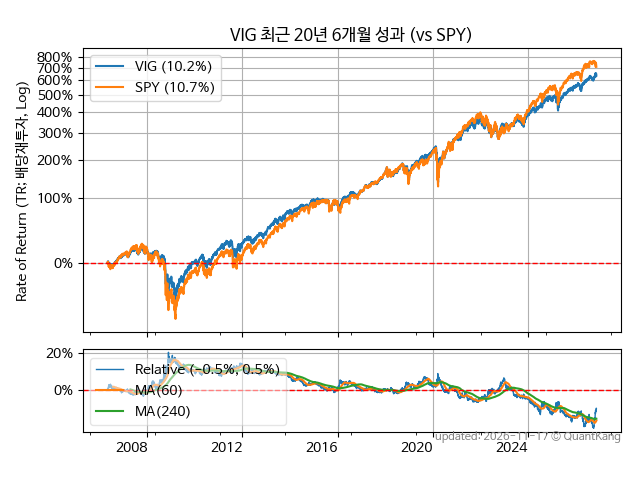 VIG 최근 20년 6개월 성과 (vs SPY)
800%
700%
600%
500%
400%
300%
200%
100%
0%
Rate of Return (TR: 배당재투자, Log)
VIG (10.2%)
SPY (10.7%)
20%
0%
Relative (−0.5%, 0.5%)
MA(60)
MA(240)
2008
2012
2016
2020
2024
© QuantKang